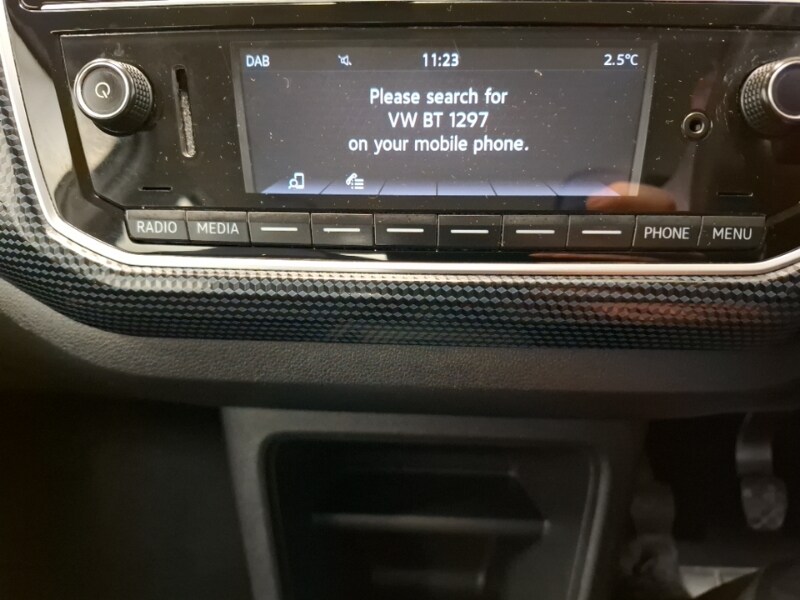 DAB 11:23 2.5°C
Please search for
VW BT 1297
on your mobile phone.
RADIO MEDIA PHONE MENU